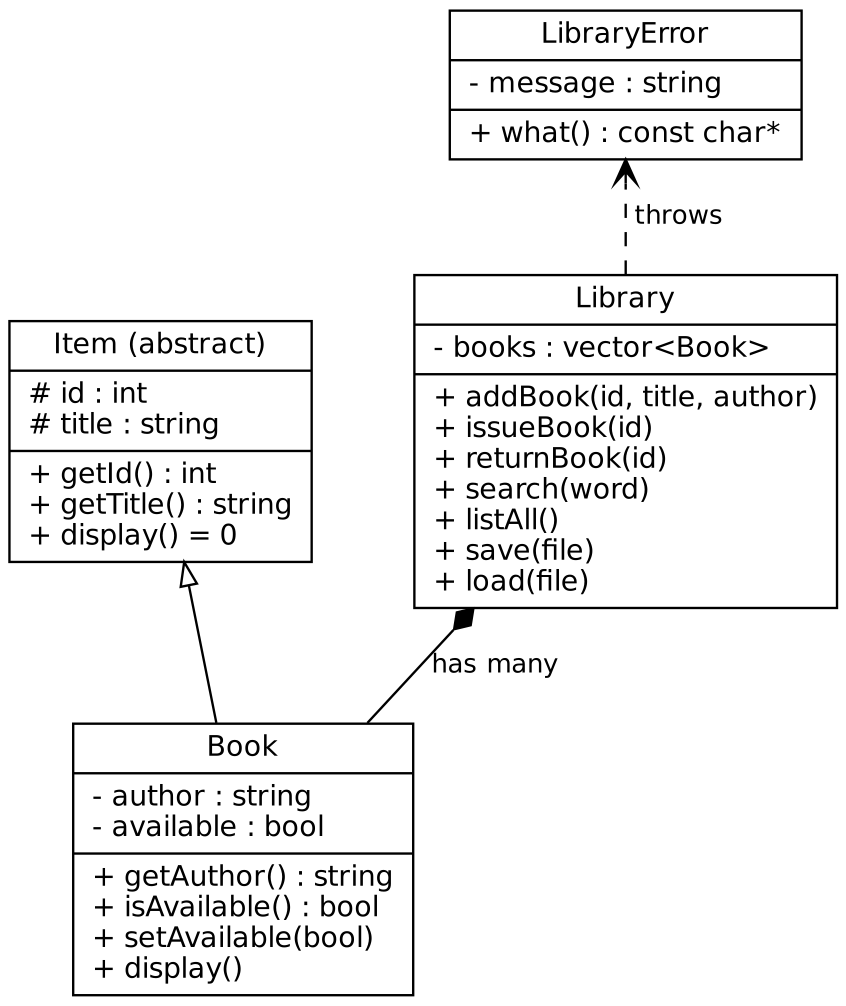 LibraryError
- message : string
+ what() : const char*
throws
Library
- books : vector<Book>
+ addBook(id, title, author)
+ issueBook(id)
+ returnBook(id)
+ search(word)
+ listAll()
+ save(file)
+ load(file)
Item (abstract)
# id : int
# title : string
+ getId() : int
+ getTitle() : string
+ display() = 0
has many
Book
- author : string
- available : bool
+ getAuthor() : string
+ isAvailable() : bool
+ setAvailable(bool)
+ display()